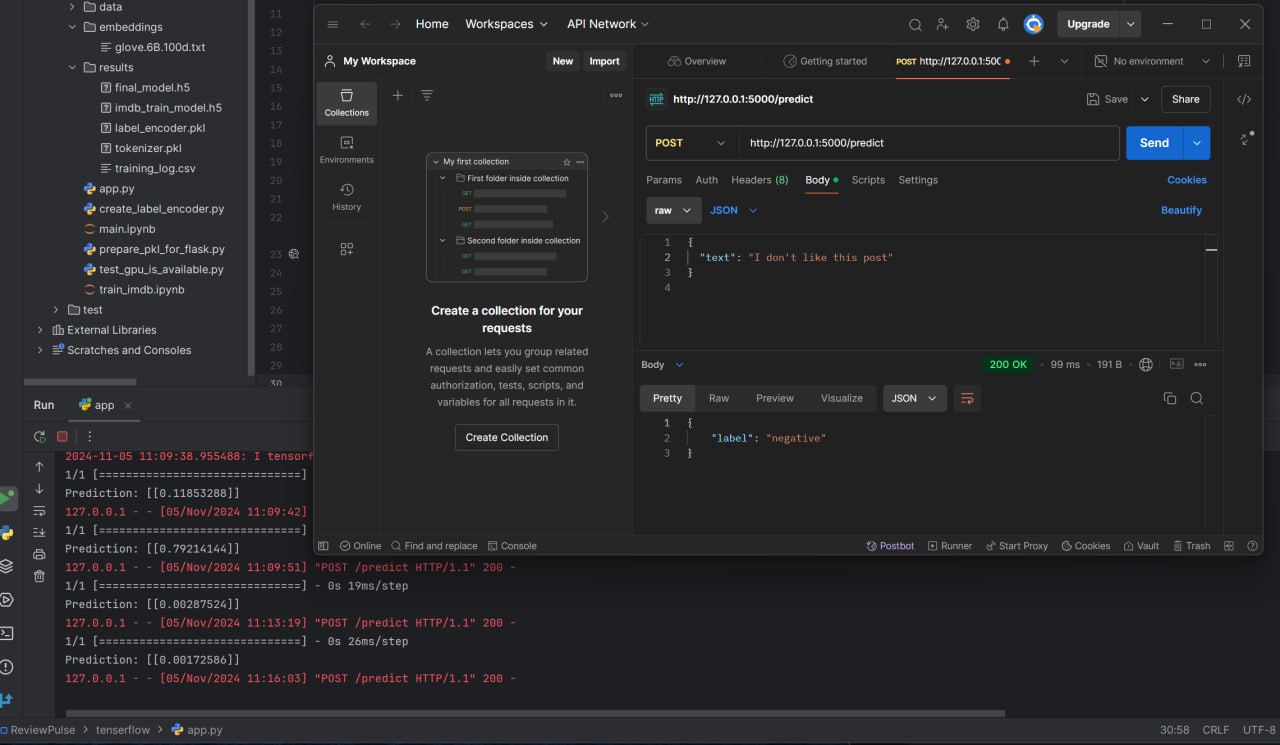 data
embeddings
glove.6B.100d.txt
results
final_model.h5
imdb_train_model.h5
label_encoder.pkl
tokenizer.pkl
training_log.csv
app.py
create_label_encoder.py
main.ipynb
prepare_pkl_for_flask.py
test_gpu_is_available.py
train_imdb.ipynb
test
External Libraries
Scratches and Consoles
11
12
13
14
15
16
17
18
19
20
21
22
23
24
25
26
27
28
29
30
Home Workspaces API Network Upgrade
My Workspace New Import
Overview Getting started POST http://127.0.0.1:500 No environment
Collections
Environments
History
My first collection
First folder inside collection
GET
POST
GET
Second folder inside collection
GET
GET
Create a collection for your
requests
A collection lets you group related
requests and easily set common
authorization, tests, scripts, and
variables for all requests in it.
Create Collection
HTTP http://127.0.0.1:5000/predict Save Share
POST http://127.0.0.1:5000/predict Send
Params Auth Headers (8) Body Scripts Settings Cookies
raw JSON Beautify
1 {
2 "text": "I don't like this post"
3 }
4
Body 200 OK 99 ms 191 B
Pretty Raw Preview Visualize JSON
1 {
2 "label": "negative"
3 }
Online Find and replace Console Postbot Runner Start Proxy Cookies Vault Trash
Run app
2024-11-05 11:09:38.955488: I tensorf
1/1 [==============================]
Prediction: [[0.11853288]]
127.0.0.1 - - [05/Nov/2024 11:09:42]
1/1 [==============================]
Prediction: [[0.79214144]]
127.0.0.1 - - [05/Nov/2024 11:09:51] "POST /predict HTTP/1.1" 200 -
1/1 [==============================] - 0s 19ms/step
Prediction: [[0.00287524]]
127.0.0.1 - - [05/Nov/2024 11:13:19] "POST /predict HTTP/1.1" 200 -
1/1 [==============================] - 0s 26ms/step
Prediction: [[0.00172586]]
127.0.0.1 - - [05/Nov/2024 11:16:03] "POST /predict HTTP/1.1" 200 -
ReviewPulse > tenserflow > app.py 30:58 CRLF UTF-8